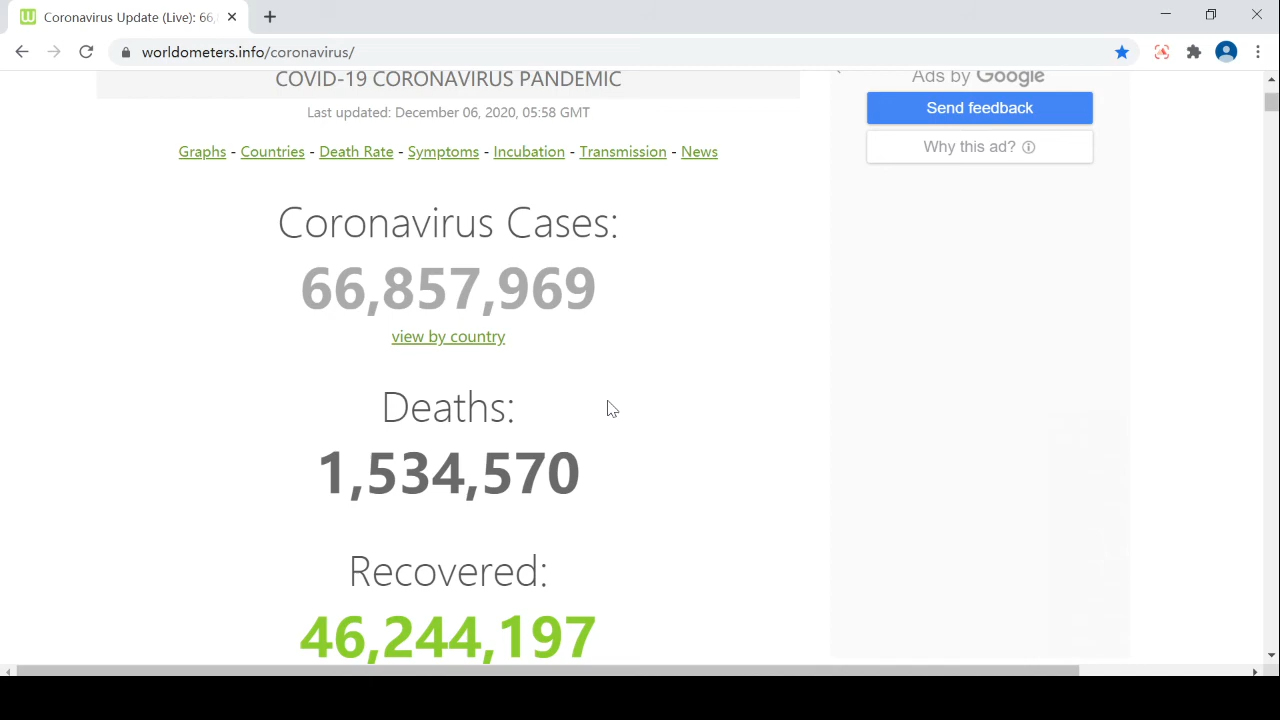 Coronavirus Update (Live): 66,
worldometers.info/coronavirus/
COVID-19 CORONAVIRUS PANDEMIC
Last updated: December 06, 2020, 05:58 GMT
Graphs - Countries - Death Rate - Symptoms - Incubation - Transmission - News
Coronavirus Cases:
66,857,969
view by country
Deaths:
1,534,570
Recovered:
46,244,197
Ads by Google
Send feedback
Why this ad?